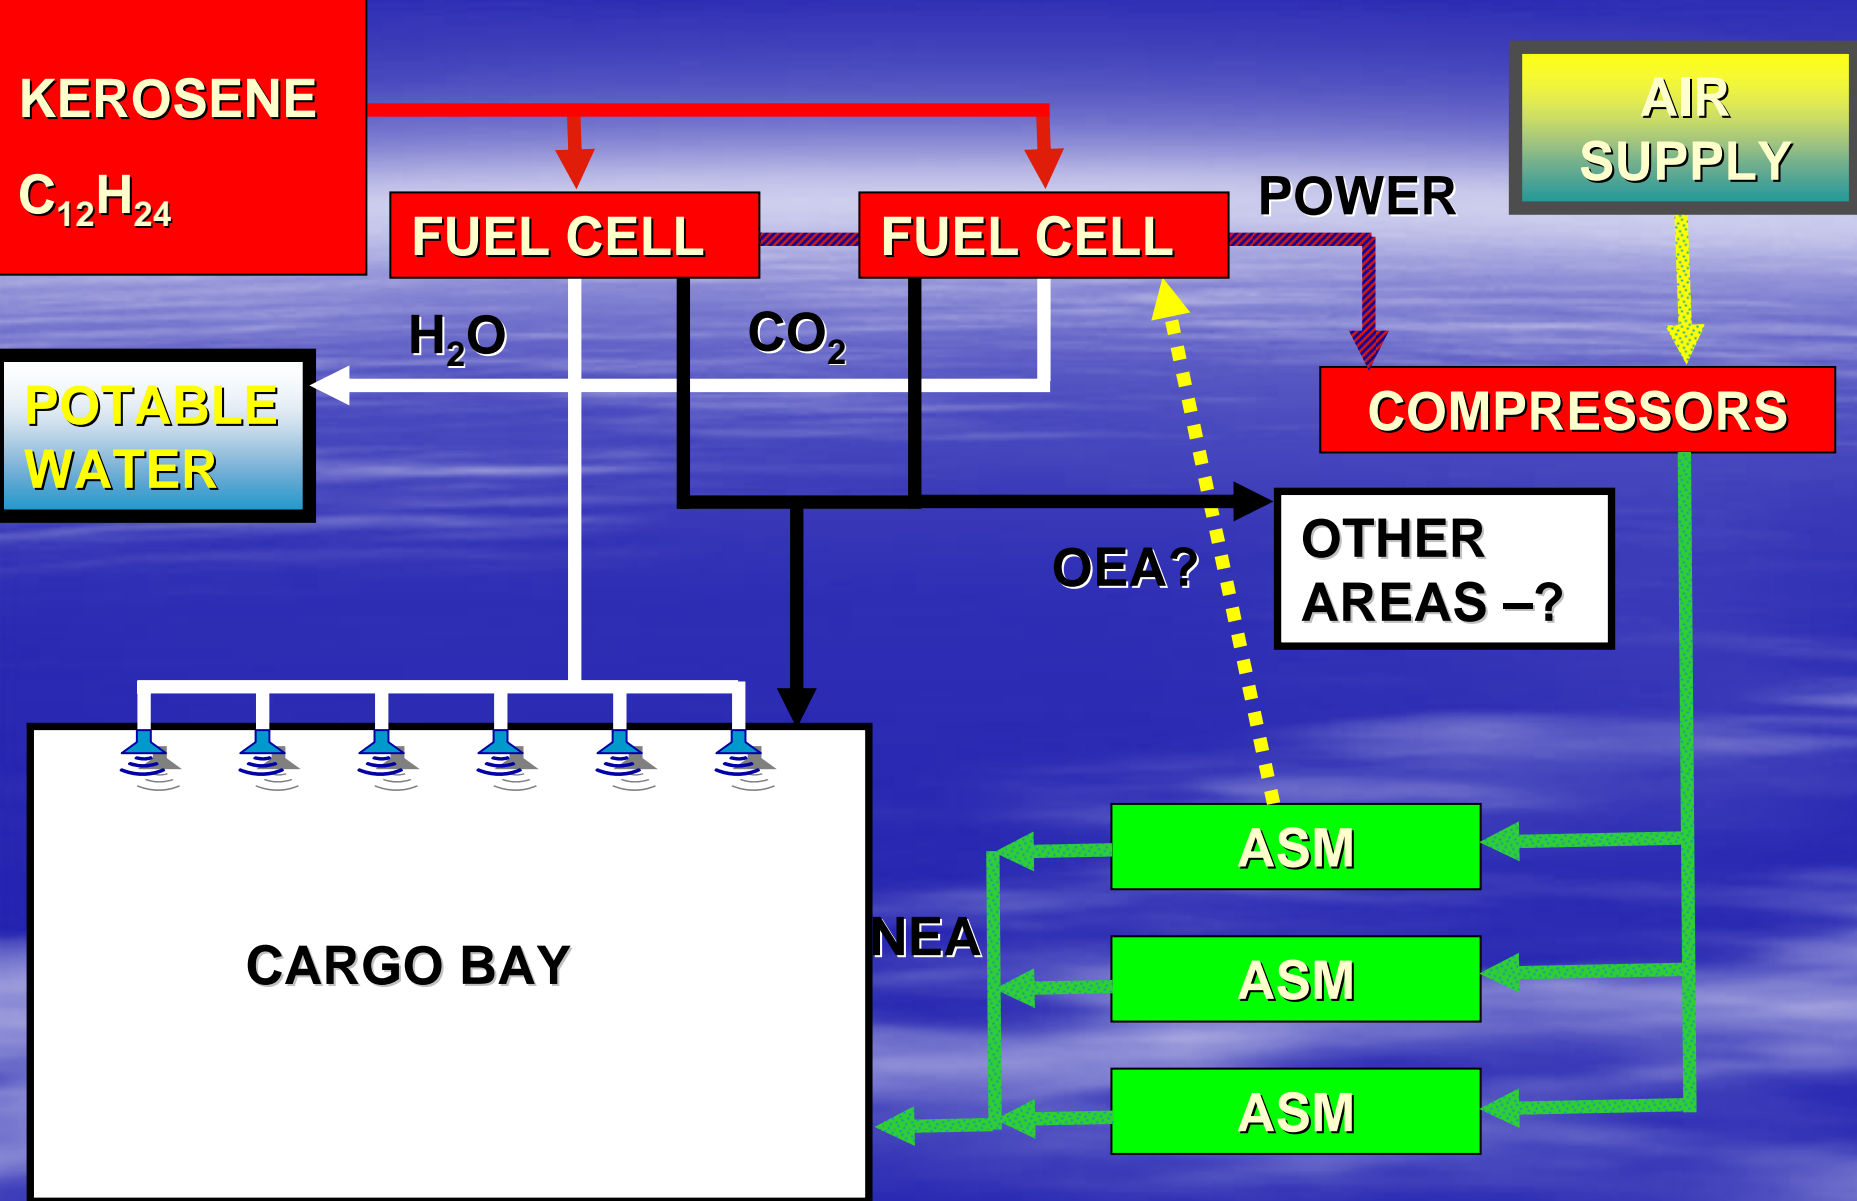 KEROSENE
C₁₂H₂₄
AIR
SUPPLY
POWER
FUEL CELL
FUEL CELL
H₂O
CO₂
POTABLE
WATER
COMPRESSORS
OTHER
AREAS –?
OEA?
ASM
NEA
CARGO BAY
ASM
ASM